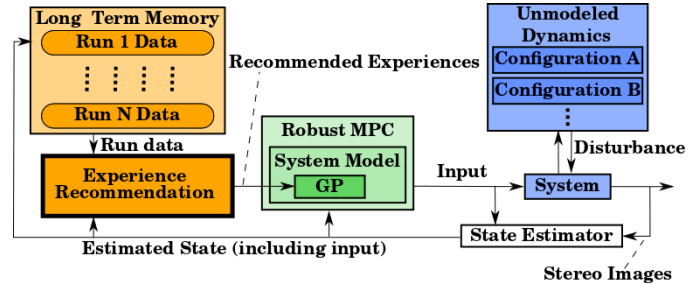 Long Term Memory
Run 1 Data
Run N Data
Run data
Experience
Recommendation
Recommended Experiences
Robust MPC
System Model
GP
Input
Unmodeled
Dynamics
Configuration A
Configuration B
Disturbance
System
State Estimator
Estimated State (including input)
Stereo Images